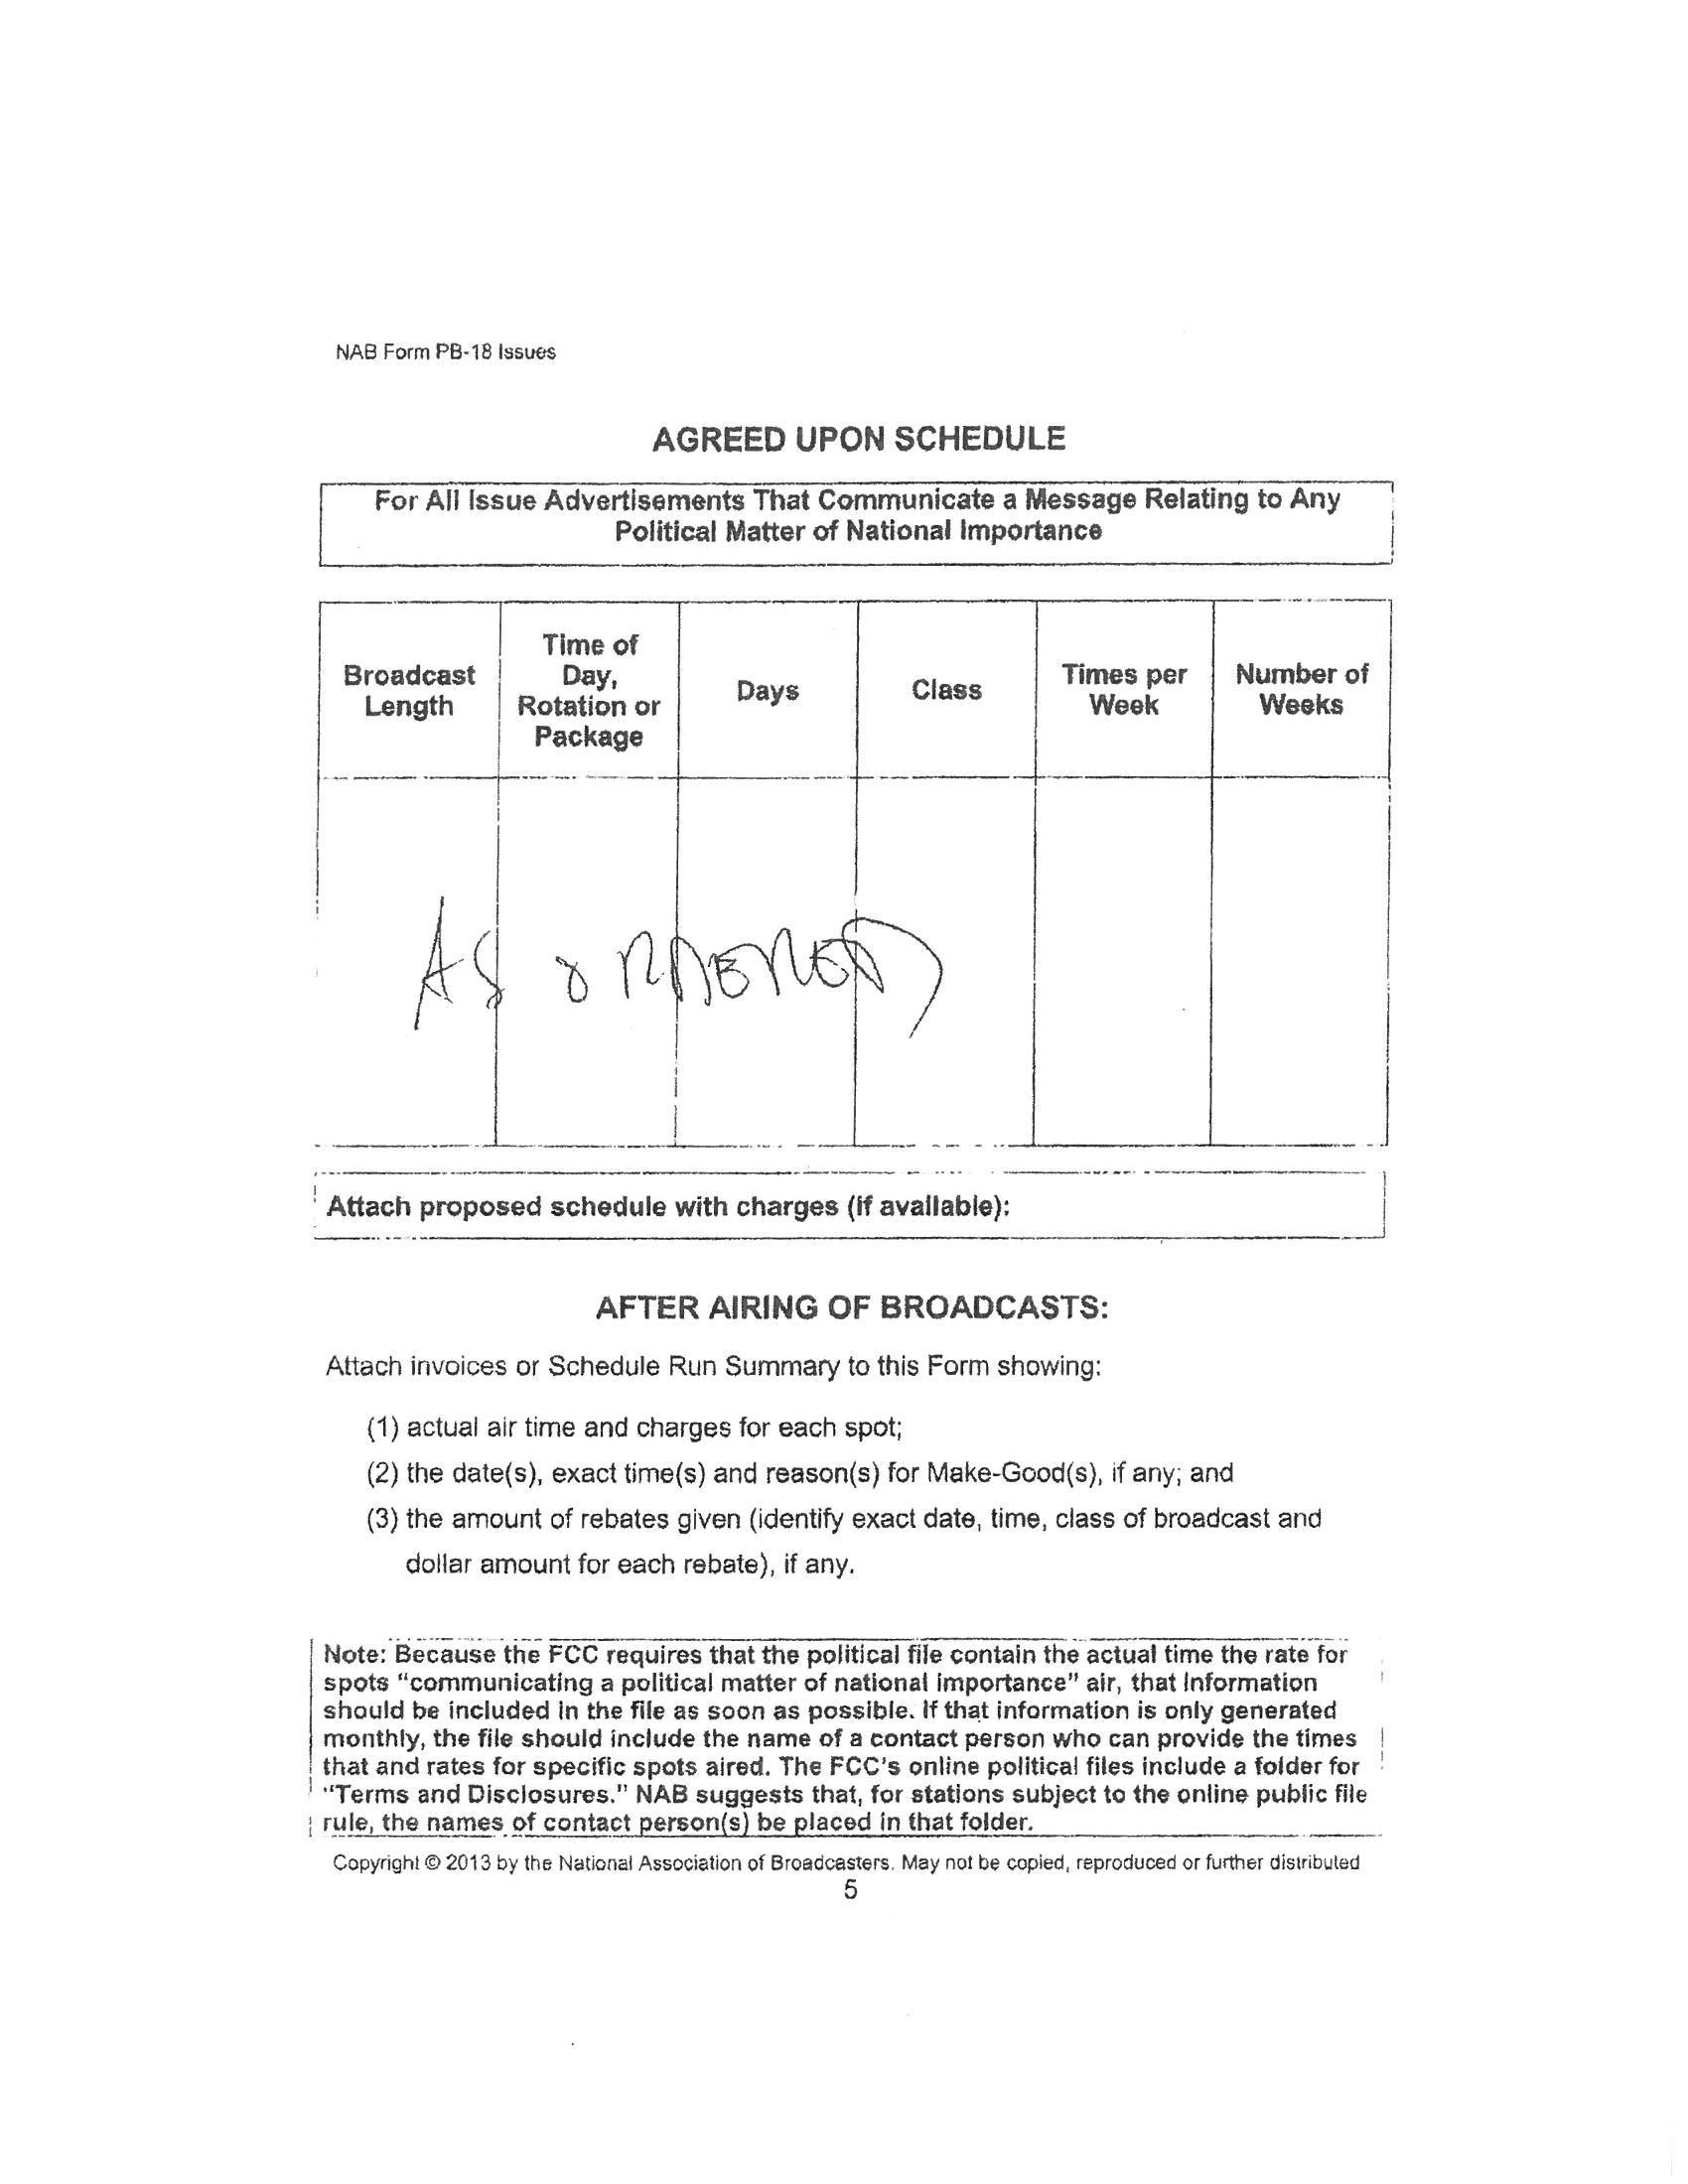 NAB Form PB-18 Issues
AGREED UPON SCHEDULE
For All Issue Advertisements That Communicate a Message Relating to Any
Political Matter of National Importance
Broadcast
Length
Time of
Day,
Rotation or
Package
Days
Class
Times per
Week
Number of
Weeks
AS ORDERED
Attach proposed schedule with charges (if available):
AFTER AIRING OF BROADCASTS:
Attach invoices or Schedule Run Summary to this Form showing:
(1) actual air time and charges for each spot;
(2) the date(s), exact time(s) and reason(s) for Make-Good(s), if any; and
(3) the amount of rebates given (identify exact date, time, class of broadcast and
dollar amount for each rebate), if any.
Note: Because the FCC requires that the political file contain the actual time the rate for
spots "communicating a political matter of national importance" air, that information
should be included in the file as soon as possible. If that information is only generated
monthly, the file should include the name of a contact person who can provide the times
that and rates for specific spots aired. The FCC's online political files include a folder for
"Terms and Disclosures." NAB suggests that, for stations subject to the online public file
rule, the names of contact person(s) be placed in that folder.
Copyright © 2013 by the National Association of Broadcasters. May not be copied, reproduced or further distributed
5